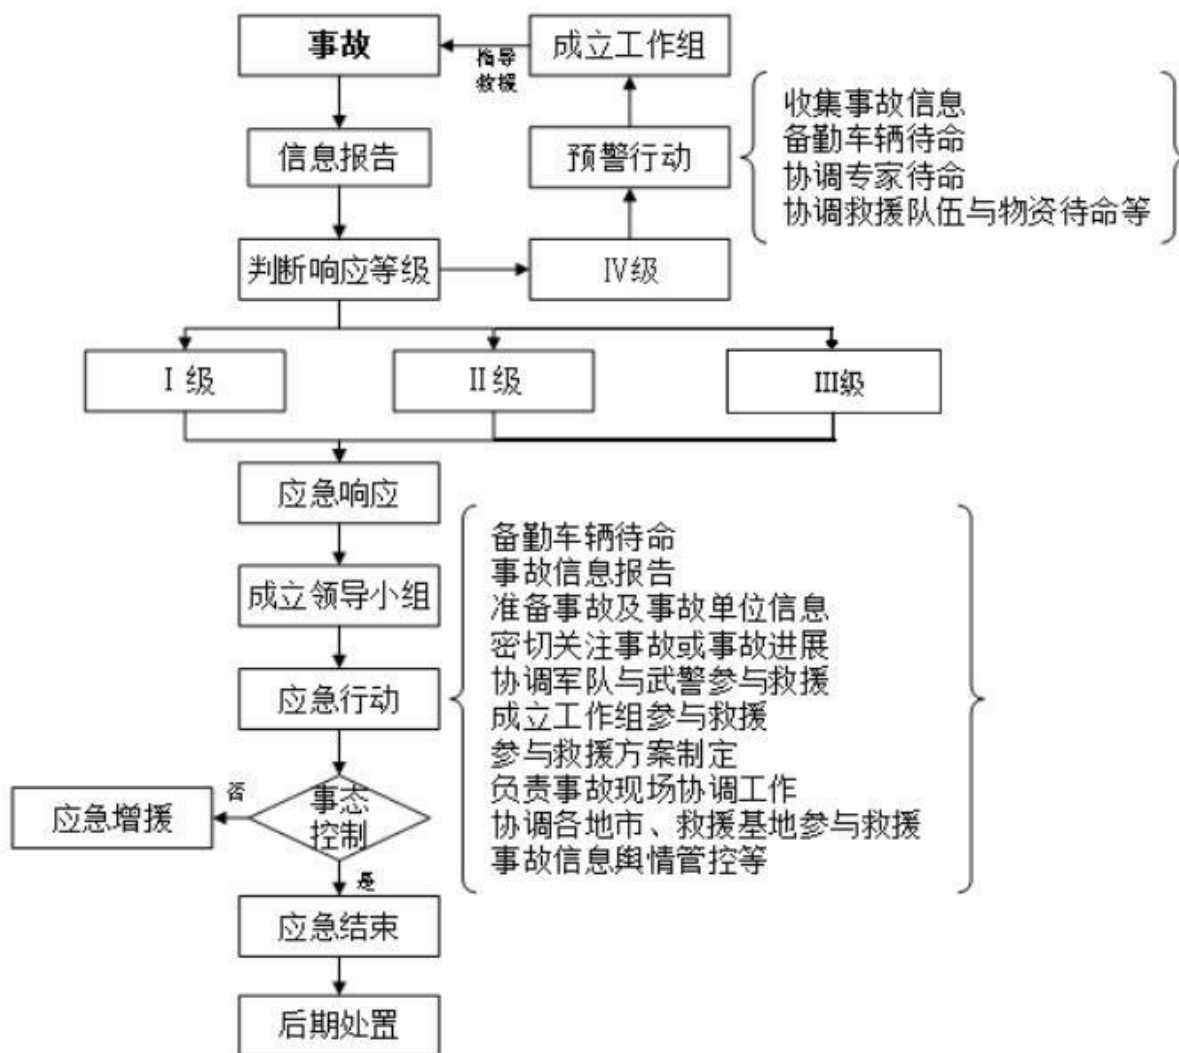 事故
成立工作组
指导
救援
收集事故信息
备勤车辆待命
协调专家待命
协调救援队伍与物资待命等
信息报告
预警行动
判断响应等级
IV级
I 级
II 级
III级
应急响应
成立领导小组
应急行动
备勤车辆待命
事故信息报告
准备事故及事故单位信息
密切关注事故或事故进展
协调军队与武警参与救援
成立工作组参与救援
参与救援方案制定
负责事故现场协调工作
协调各地市、救援基地参与救援
事故信息舆情管控等
事态
控制
否
应急增援
是
应急结束
后期处置